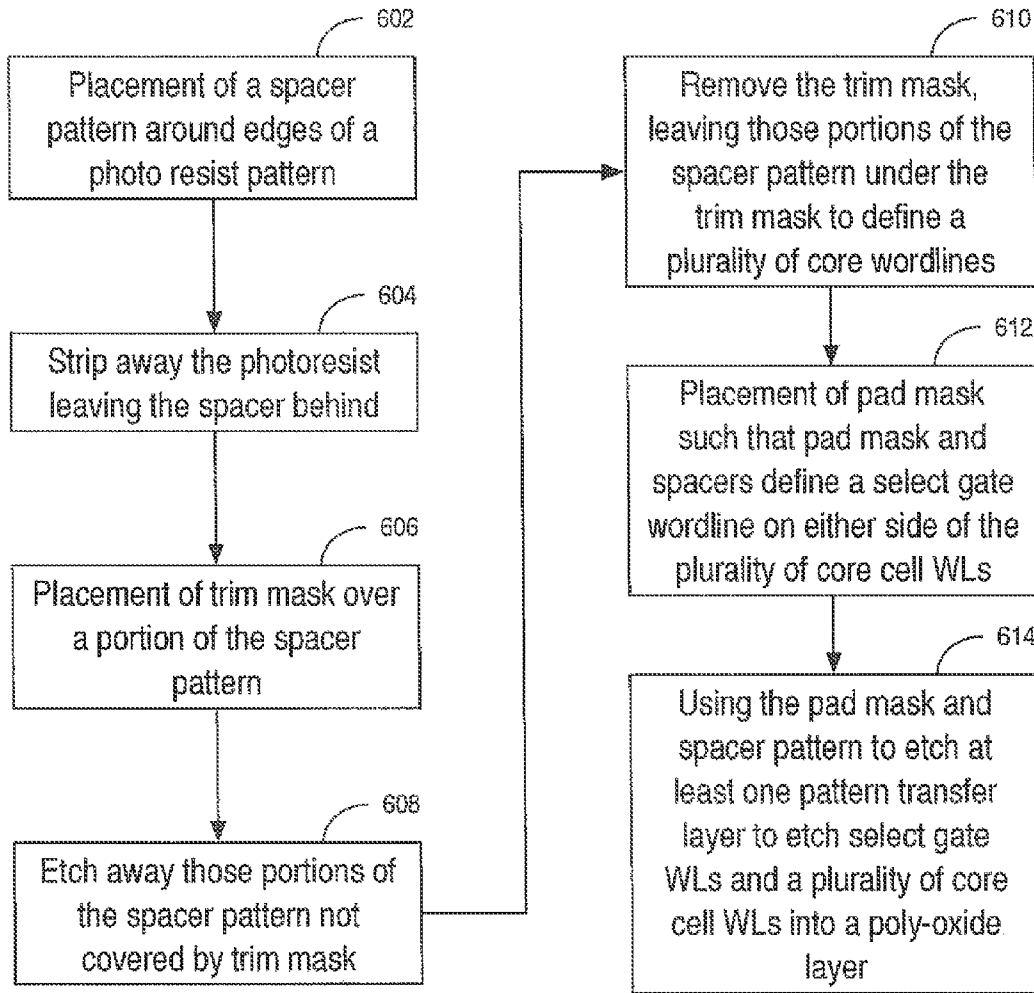 602
Placement of a spacer
pattern around edges of a
photo resist pattern
604
Strip away the photoresist
leaving the spacer behind
606
Placement of trim mask over
a portion of the spacer
pattern
608
Etch away those portions of
the spacer pattern not
covered by trim mask
610
Remove the trim mask,
leaving those portions of the
spacer pattern under the
trim mask to define a
plurality of core wordlines
612
Placement of pad mask
such that pad mask and
spacers define a select gate
wordline on either side of the
plurality of core cell WLs
614
Using the pad mask and
spacer pattern to etch at
least one pattern transfer
layer to etch select gate
WLs and a plurality of core
cell WLs into a poly-oxide
layer